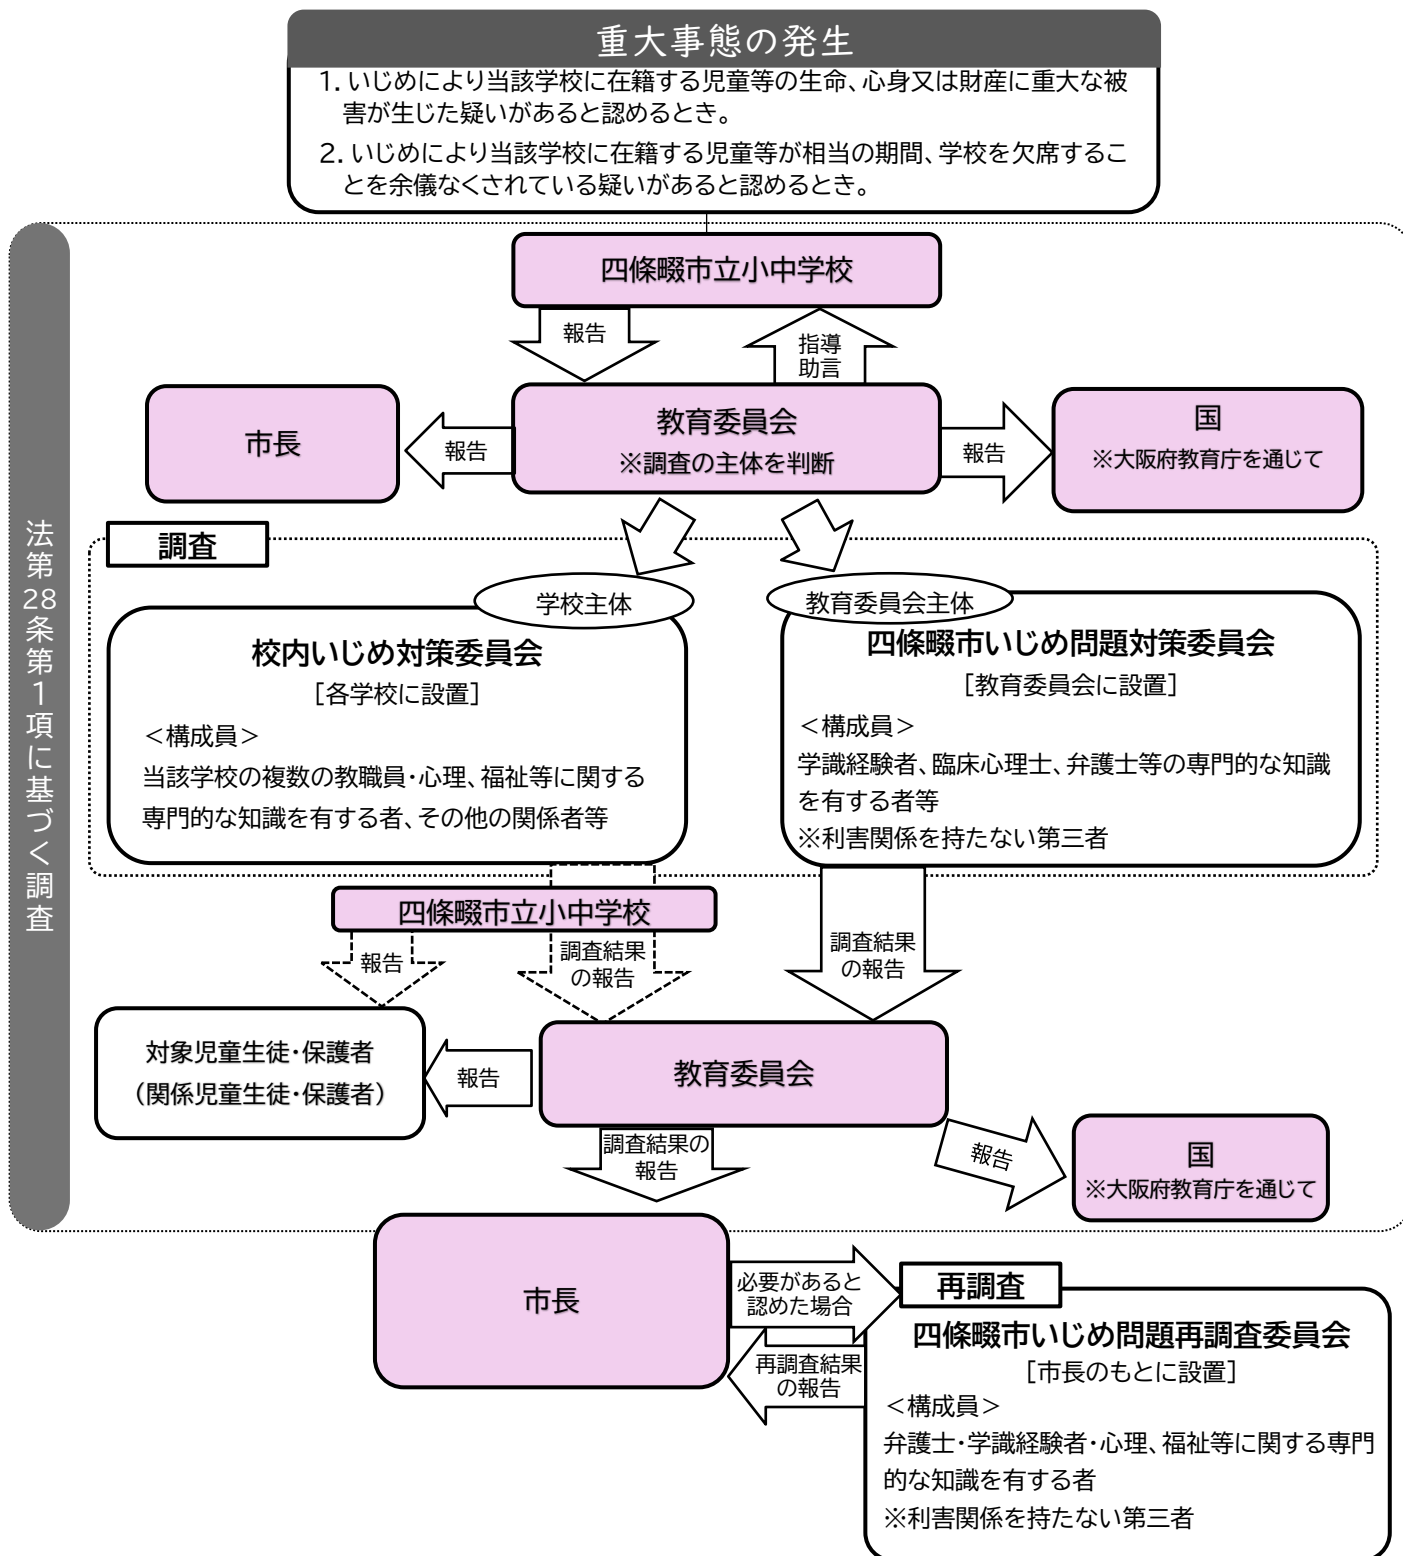 重大事態の発生
1. いじめにより当該学校に在籍する児童等の生命、心身又は財産に重大な被
害が生じた疑いがあると認めるとき。
2. いじめにより当該学校に在籍する児童等が相当の期間、学校を欠席するこ
とを余儀なくされている疑いがあると認めるとき。
法第28条第1項に基づく調査
四條畷市立小中学校
報告
指導
助言
市長
報告
教育委員会
※調査の主体を判断
報告
国
※大阪府教育庁を通じて
調査
学校主体
校内いじめ対策委員会
[各学校に設置]
<構成員>
当該学校の複数の教職員・心理、福祉等に関する
専門的な知識を有する者、その他の関係者等
教育委員会主体
四條畷市いじめ問題対策委員会
[教育委員会に設置]
<構成員>
学識経験者、臨床心理士、弁護士等の専門的な知識
を有する者等
※利害関係を持たない第三者
四條畷市立小中学校
報告
調査結果
の報告
調査結果
の報告
対象児童生徒・保護者
(関係児童生徒・保護者)
報告
教育委員会
調査結果の
報告
報告
国
※大阪府教育庁を通じて
市長
必要があると
認めた場合
再調査結果
の報告
再調査
四條畷市いじめ問題再調査委員会
[市長のもとに設置]
<構成員>
弁護士・学識経験者・心理、福祉等に関する専門
的な知識を有する者
※利害関係を持たない第三者